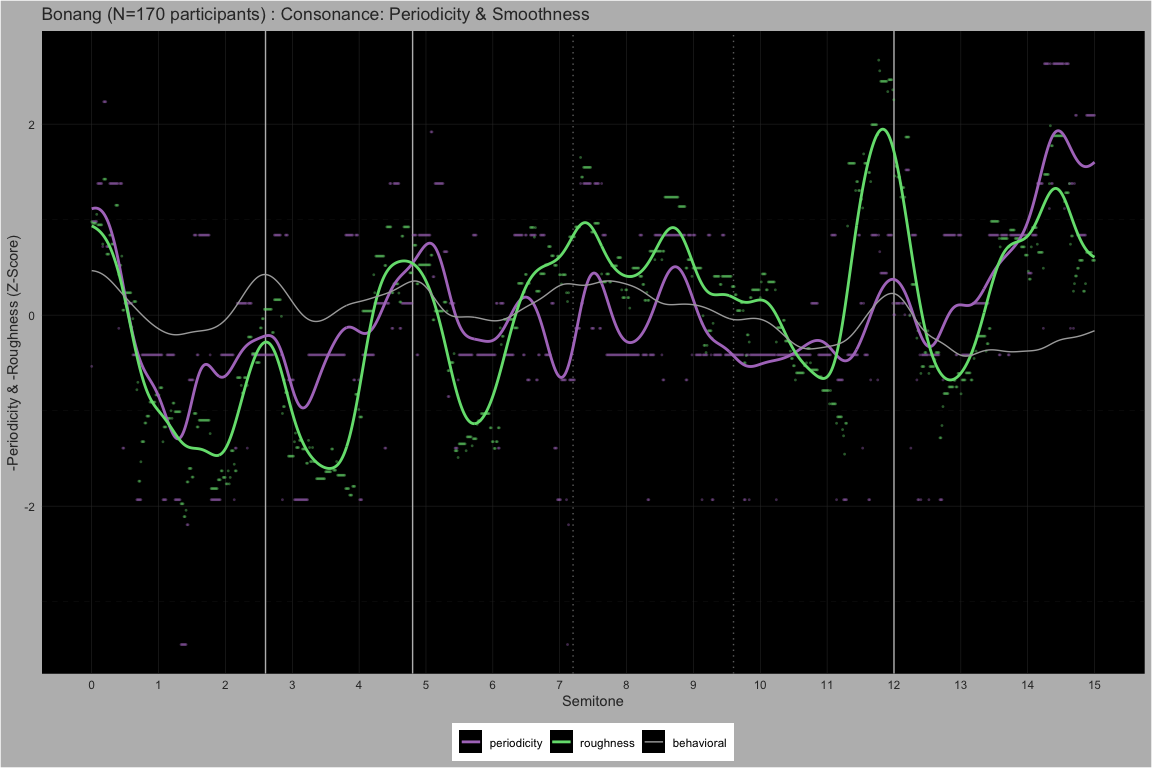 Bonang (N=170 participants) : Consonance: Periodicity & Smoothness
-Periodicity & -Roughness (Z-Score)
2
0
-2
0 1 2 3 4 5 6 7 8 9 10 11 12 13 14 15
Semitone
periodicity roughness behavioral